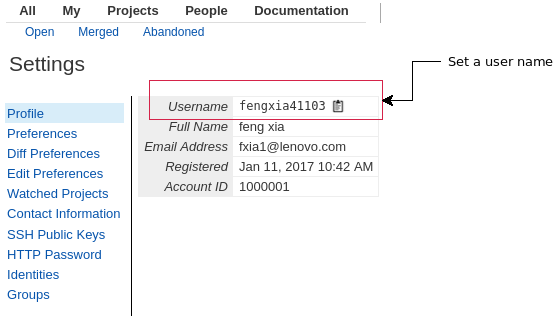 All My Projects People Documentation
Open Merged Abandoned
Settings
Set a user name
Profile
Preferences
Diff Preferences
Edit Preferences
Watched Projects
Contact Information
SSH Public Keys
HTTP Password
Identities
Groups
Username fengxia41103
Full Name feng xia
Email Address fxia1@lenovo.com
Registered Jan 11, 2017 10:42 AM
Account ID 1000001